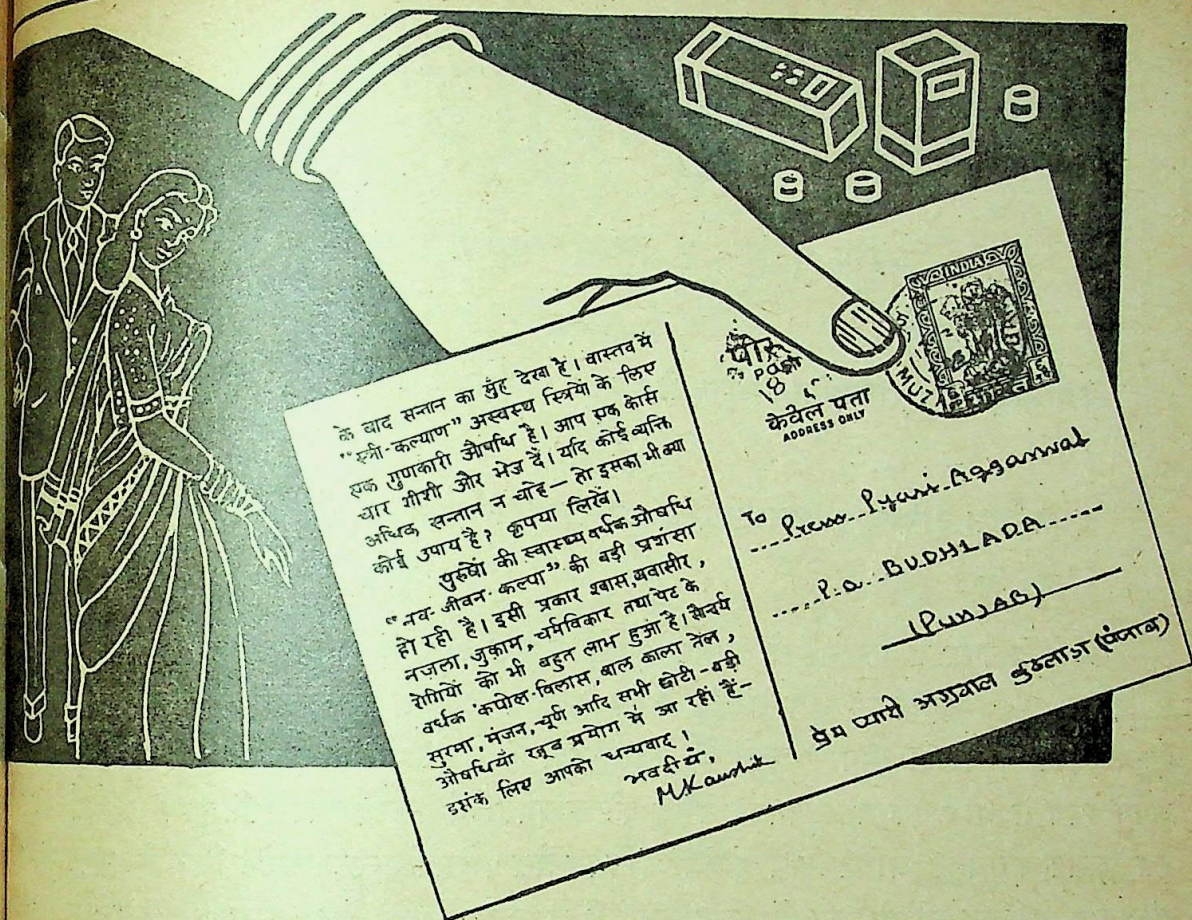 के बाद सन्तान का मुँह देखा है। वास्तव में
"स्त्री-कल्याण" अस्वस्थ स्त्रियों के लिए
एक गुणकारी औषधि है। आप एक कोर्स
चार शीशी और भेज दें। यदि कोई व्यक्ति
अधिक सन्तान न चाहे – तो इसका भी क्या
कोई उपाय है? कृपया लिखें।
पुरुषों की स्वास्थ्यवर्धक औषधि
"नव-जीवन-कल्पा" की बड़ी प्रशंसा
हो रही है। इसी प्रकार श्वास, बवासीर,
नजला, जुकाम, चर्मविकार तथा पेट के
रोगियों को भी बहुत लाभ हुआ है। सौन्दर्य
वर्धक 'कपोल-विलास, बाल काला तेल,
सुरमा, मंजन, चूर्ण आदि सभी छोटी-बड़ी
औषधियाँ खूब प्रयोग में जा रही हैं–
इसके लिए आपको धन्यवाद।
भवदीय,
M.Kaushik
INDIA
18
केवल पता
ADDRESS ONLY
To Prem Pyari Aggarwal
P.o. BUDHLADA
(PUNJAB)
प्रेम प्यारी अग्रवाल बुढलाडा (पंजाब)